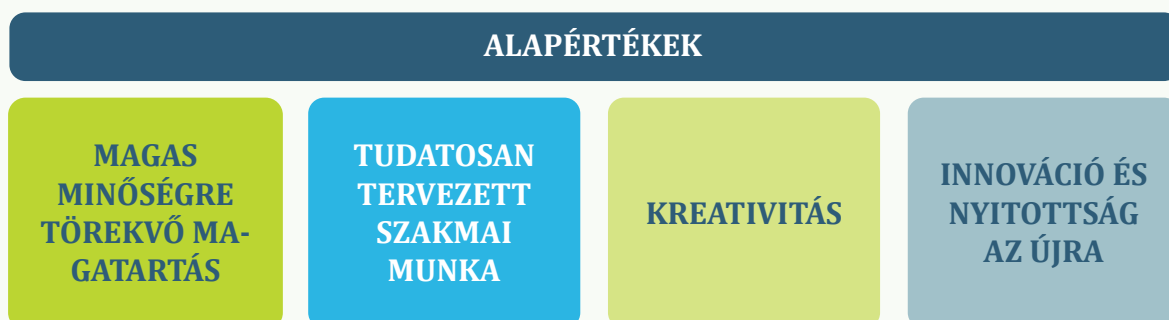 ALAPÉRTÉKEK
MAGAS
MINŐSÉGRE
TÖREKVŐ MA-
GATARTÁS
TUDATOSAN
TERVEZETT
SZAKMAI
MUNKA
KREATIVITÁS
INNOVÁCIÓ ÉS
NYITOTTSÁG
AZ ÚJRA